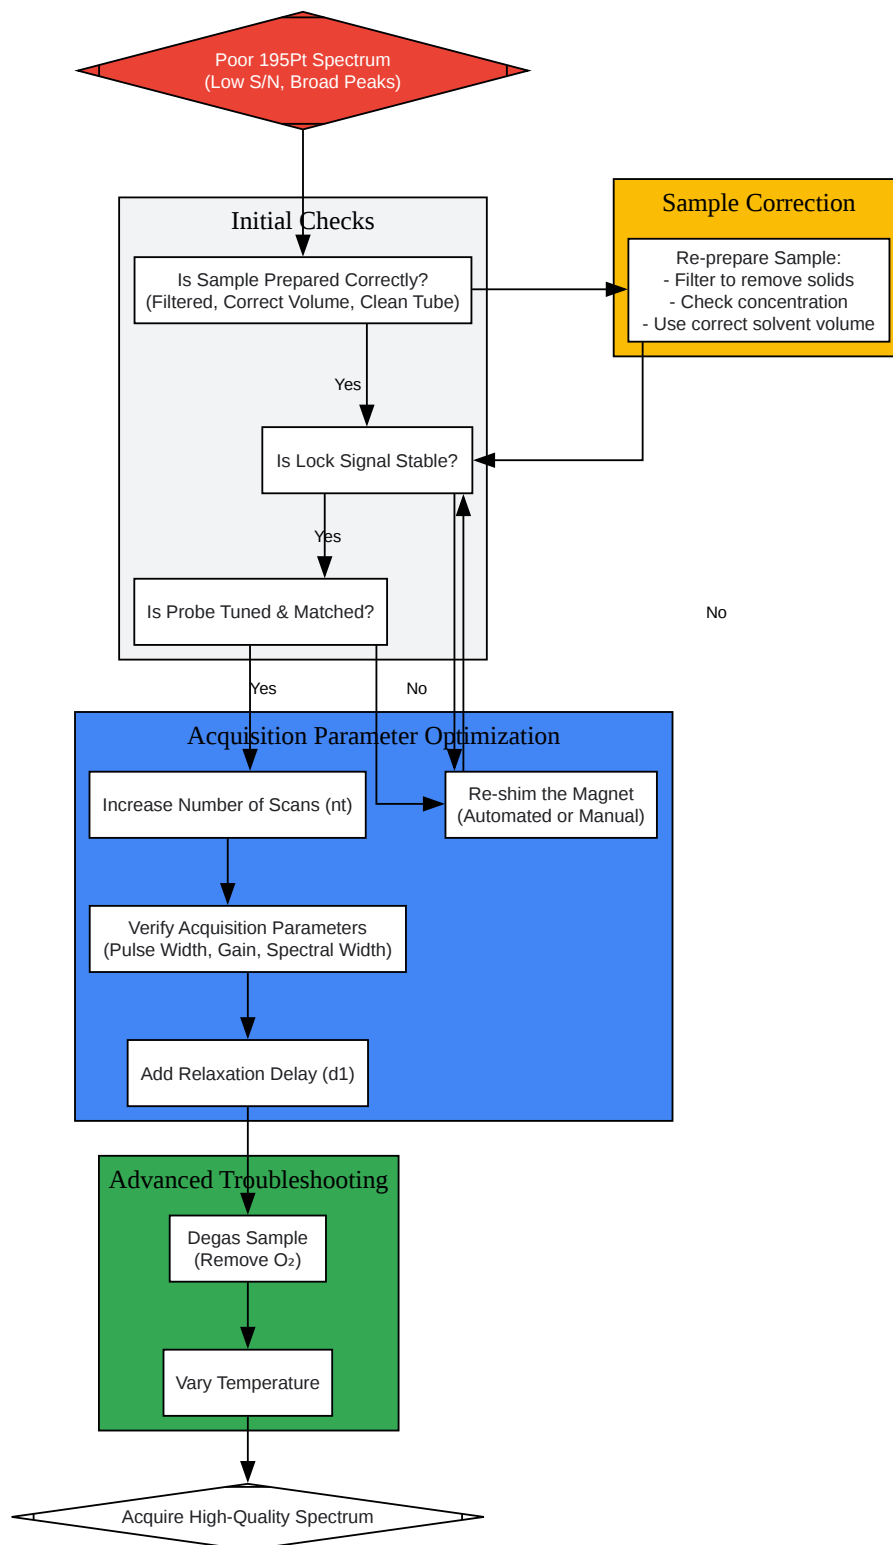 Poor 195Pt Spectrum
(Low S/N, Broad Peaks)
Initial Checks
Sample Correction
Is Sample Prepared Correctly?
(Filtered, Correct Volume, Clean Tube)
Re-prepare Sample:
- Filter to remove solids
- Check concentration
- Use correct solvent volume
Yes
Is Lock Signal Stable?
Yes
Is Probe Tuned & Matched?
No
Yes
No
Acquisition Parameter Optimization
Increase Number of Scans (nt)
Re-shim the Magnet
(Automated or Manual)
Verify Acquisition Parameters
(Pulse Width, Gain, Spectral Width)
Add Relaxation Delay (d1)
Advanced Troubleshooting
Degas Sample
(Remove O₂)
Vary Temperature
Acquire High-Quality Spectrum